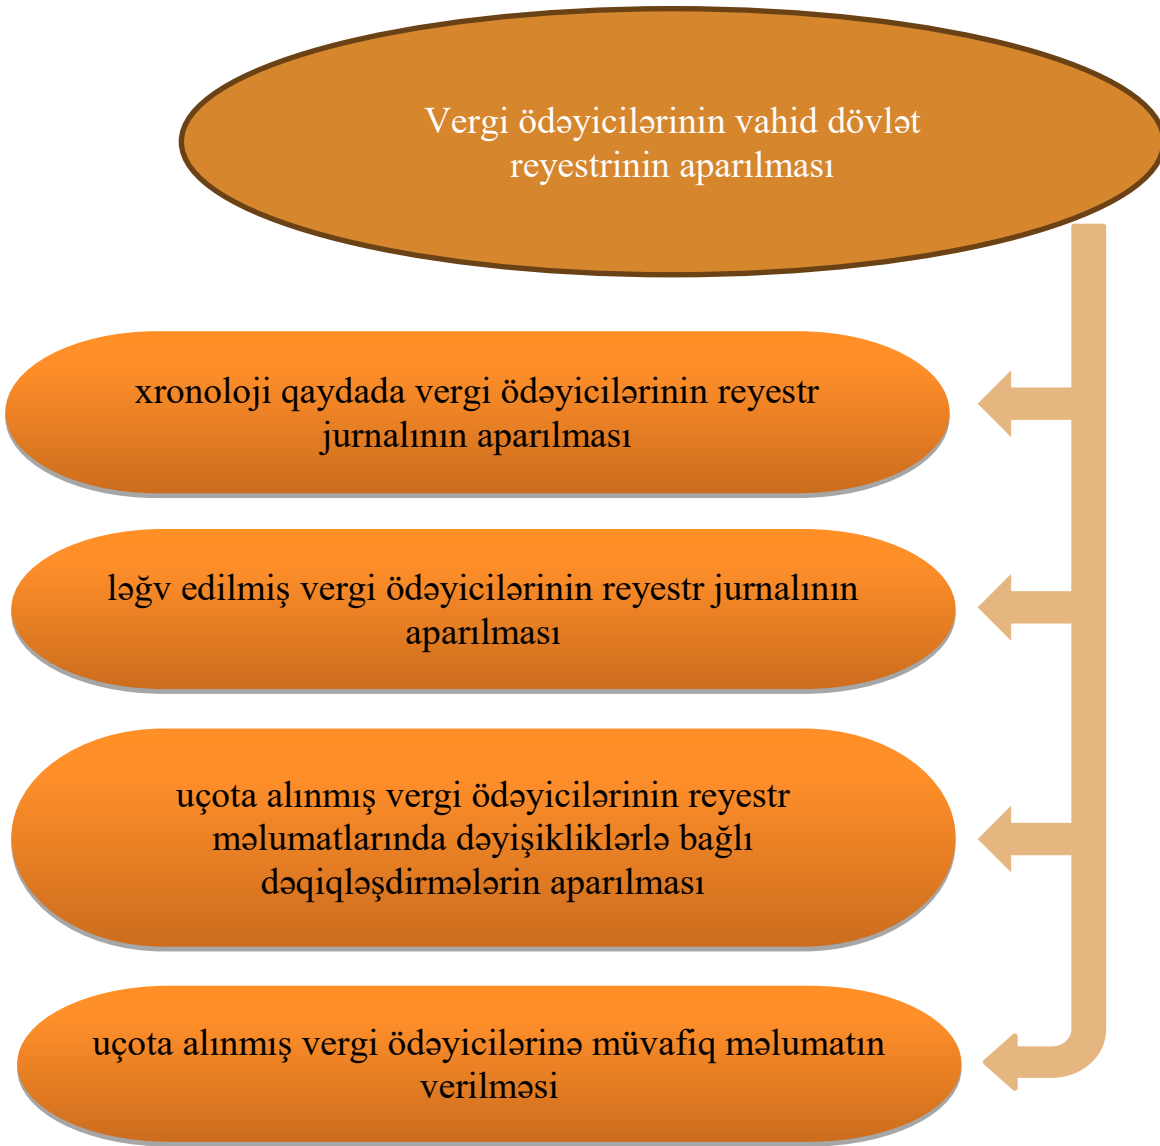 Vergi ödəyicilərinin vahid dövlət
reyestrinin aparılması
xronoloji qaydada vergi ödəyicilərinin reyestr
jurnalının aparılması
ləğv edilmiş vergi ödəyicilərinin reyestr jurnalının
aparılması
uçota alınmış vergi ödəyicilərinin reyestr
məlumatlarında dəyişikliklərlə bağlı
dəqiqləşdirmələrin aparılması
uçota alınmış vergi ödəyicilərinə müvafiq məlumatın
verilməsi